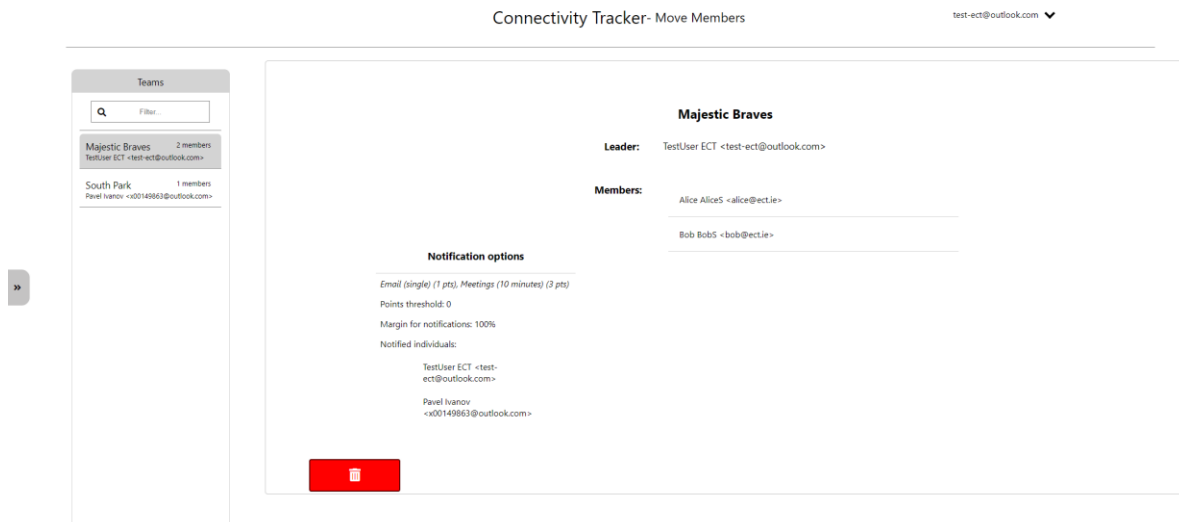 Connectivity Tracker- Move Members
test-ect@outlook.com
Teams
Filter...
Majestic Braves 2 members
TestUser ECT <test-ect@outlook.com>
South Park 1 members
Pavel Ivanov <x00149863@outlook.com>
»
Majestic Braves
Leader: TestUser ECT <test-ect@outlook.com>
Members:
Alice AliceS <alice@ect.ie>
Bob BobS <bob@ect.ie>
Notification options
Email (single) (1 pts), Meetings (10 minutes) (3 pts)
Points threshold: 0
Margin for notifications: 100%
Notified individuals:
TestUser ECT <test-
ect@outlook.com>
Pavel Ivanov
<x00149863@outlook.com>